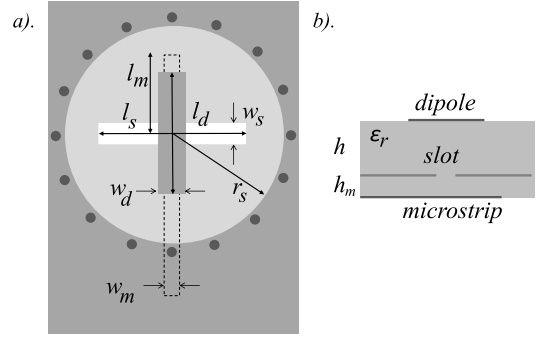 a).
l_m
l_s
l_d
w_s
w_d
r_s
w_m
b).
dipole
ε_r
h
slot
h_m
microstrip